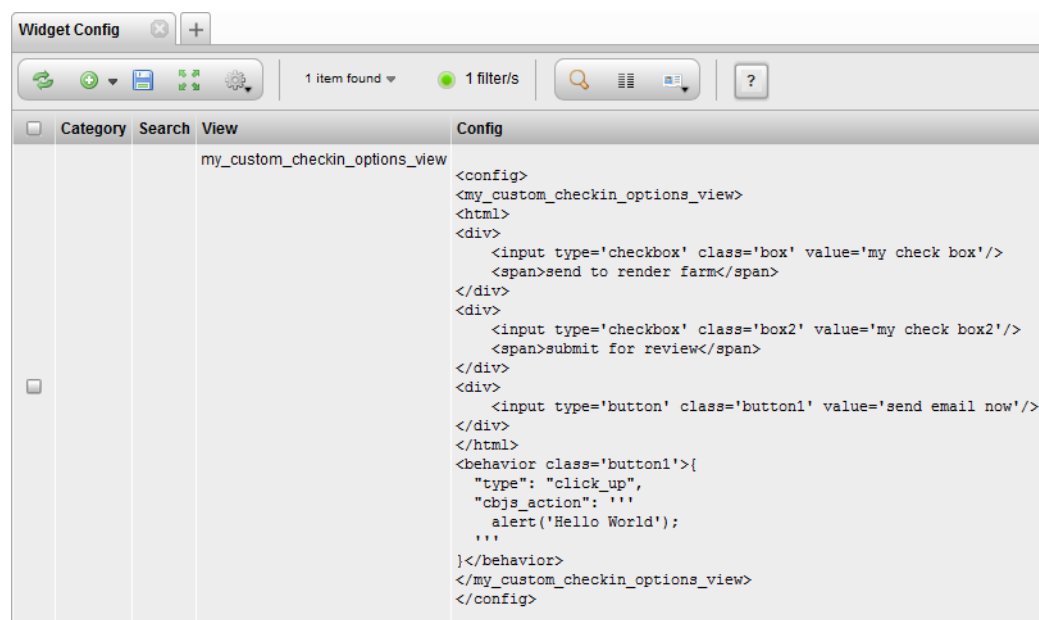 Widget Config +
1 item found 1 filter/s ?
Category Search View Config
my_custom_checkin_options_view
<config>
<my_custom_checkin_options_view>
<html>
<div>
    <input type='checkbox' class='box' value='my check box'/>
    <span>send to render farm</span>
</div>
<div>
    <input type='checkbox' class='box2' value='my check box2'/>
    <span>submit for review</span>
</div>
<div>
    <input type='button' class='button1' value='send email now'/>
</div>
</html>
<behavior class='button1'>{
  "type": "click_up",
  "cbjs_action": '''
    alert('Hello World');
  '''
}</behavior>
</my_custom_checkin_options_view>
</config>